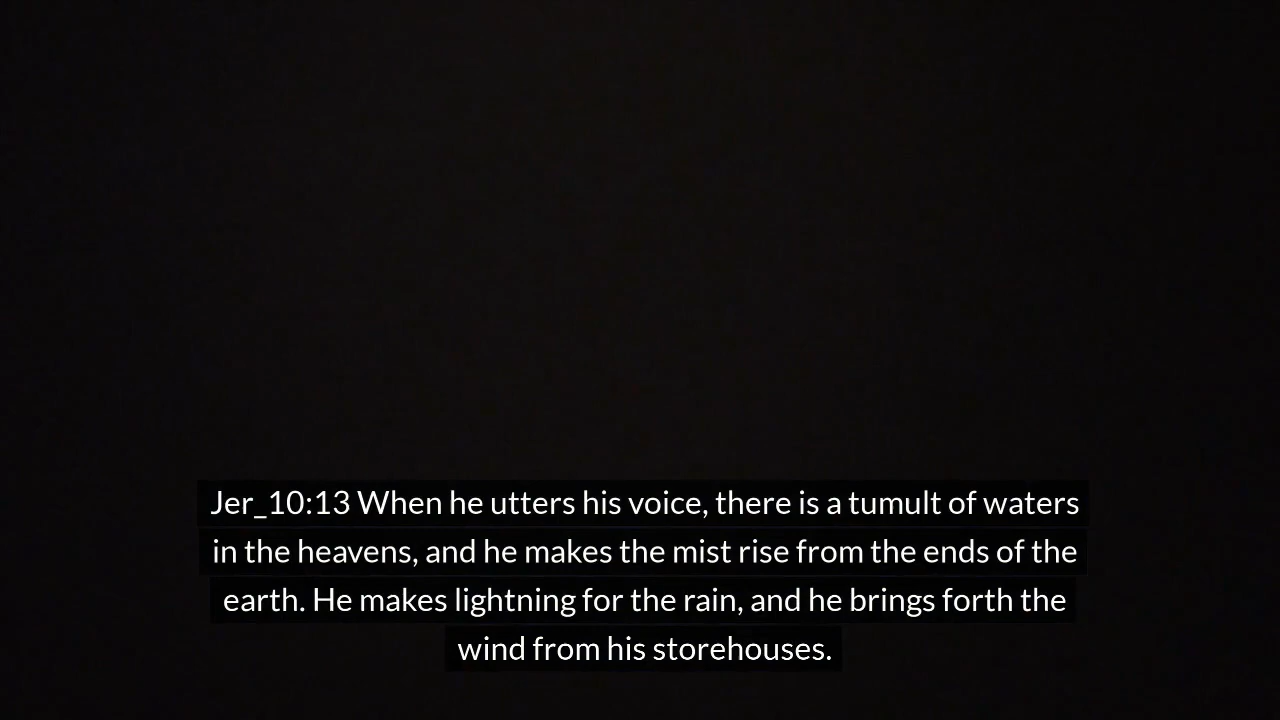 Jer_10:13 When he utters his voice, there is a tumult of waters
in the heavens, and he makes the mist rise from the ends of the
earth. He makes lightning for the rain, and he brings forth the
wind from his storehouses.